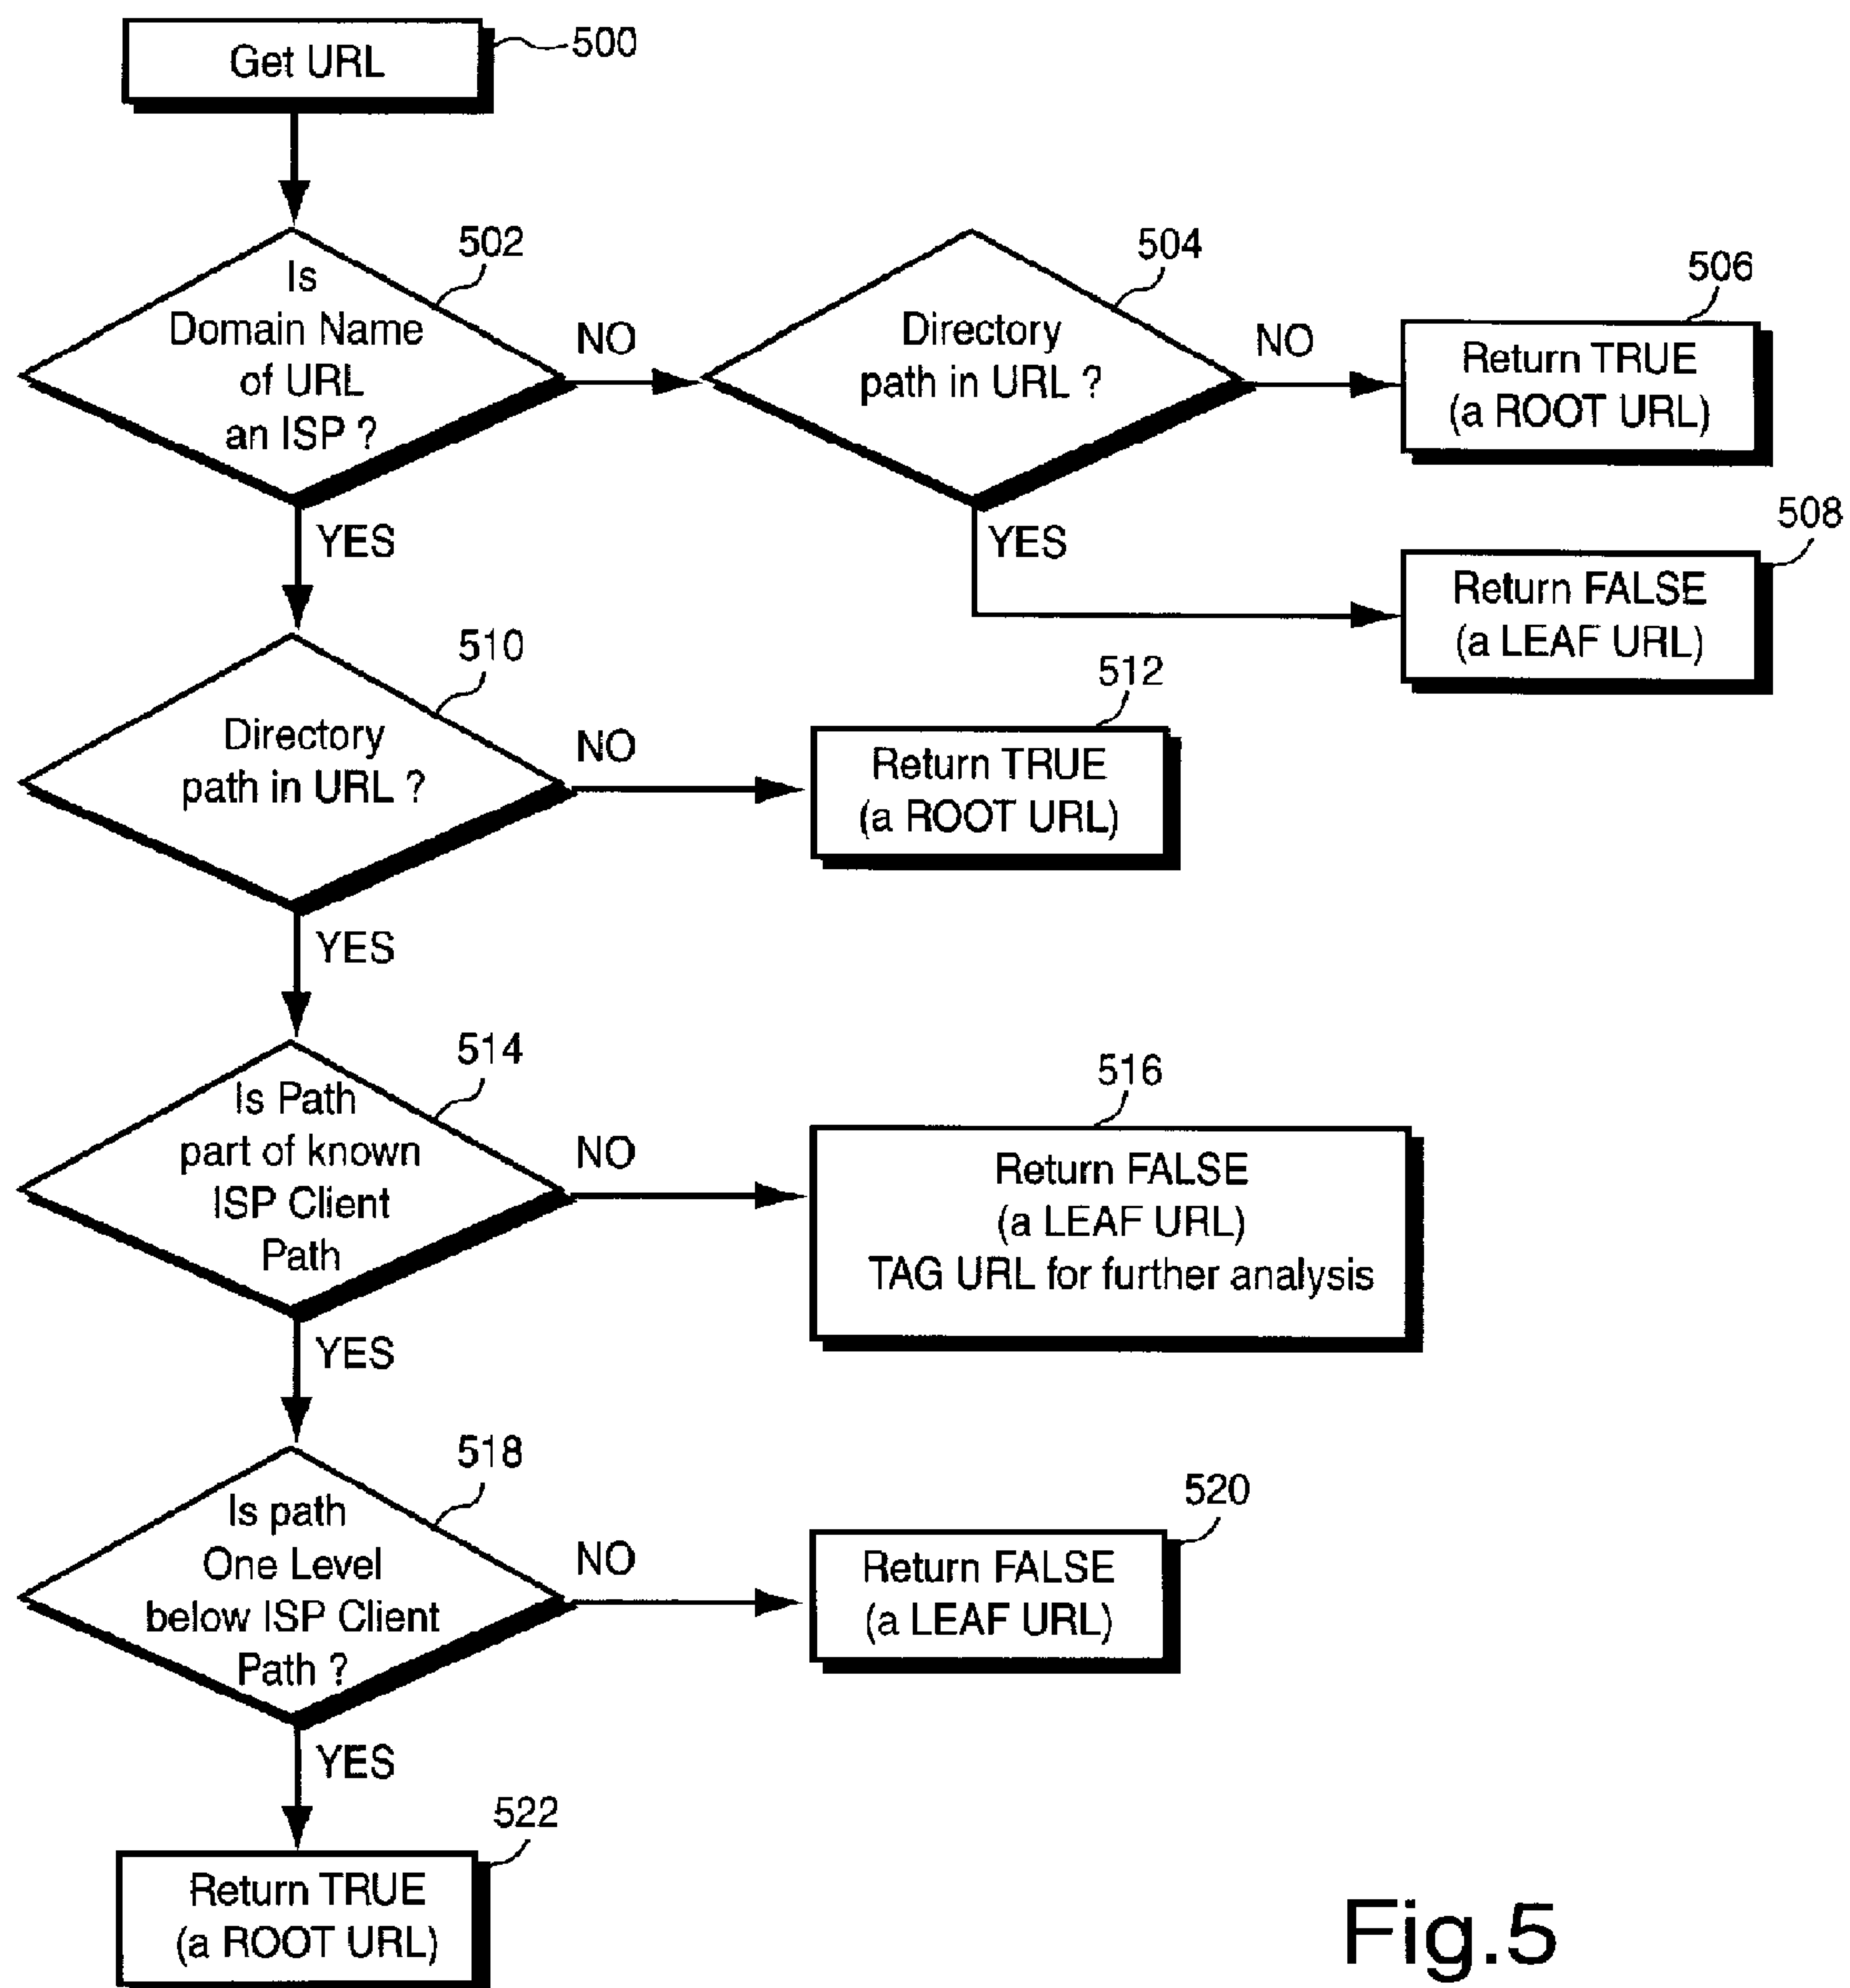 Get URL
500
Is
Domain Name
of URL
an ISP ?
502
NO
YES
Directory
path in URL ?
504
NO
YES
Return TRUE
(a ROOT URL)
506
Return FALSE
(a LEAF URL)
508
Directory
path in URL ?
510
NO
YES
Return TRUE
(a ROOT URL)
512
Is Path
part of known
ISP Client
Path
514
NO
YES
Return FALSE
(a LEAF URL)
TAG URL for further analysis
516
Is path
One Level
below ISP Client
Path ?
518
NO
YES
Return FALSE
(a LEAF URL)
520
Return TRUE
(a ROOT URL)
522
Fig.5